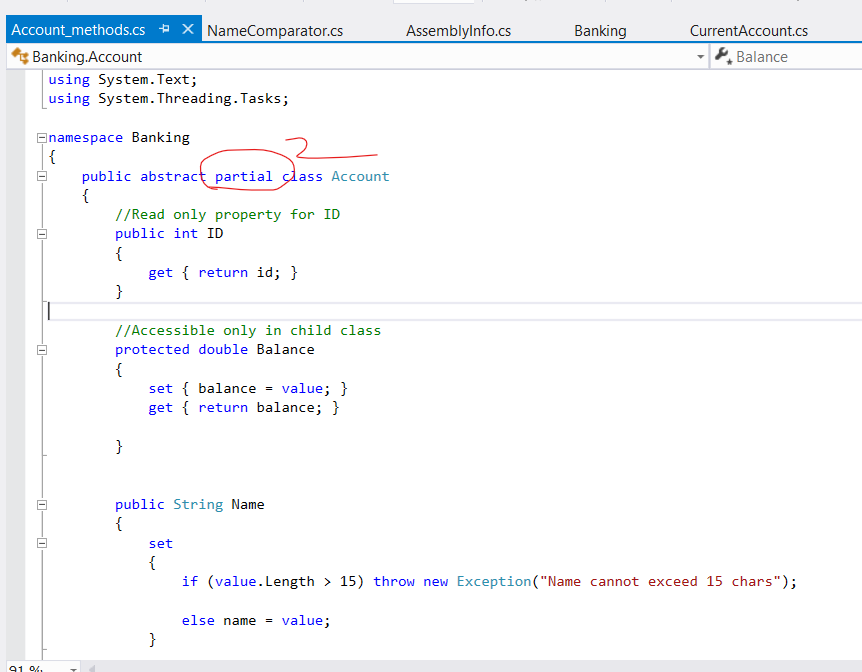 Account_methods.cs NameComparator.cs AssemblyInfo.cs Banking CurrentAccount.cs
Banking.Account Balance
using System.Text;
using System.Threading.Tasks;
namespace Banking
{
public abstract partial class Account
{
//Read only property for ID
public int ID
{
get { return id; }
}
//Accessible only in child class
protected double Balance
{
set { balance = value; }
get { return balance; }
}
public String Name
{
set
{
if (value.Length > 15) throw new Exception("Name cannot exceed 15 chars");
else name = value;
}
91 %